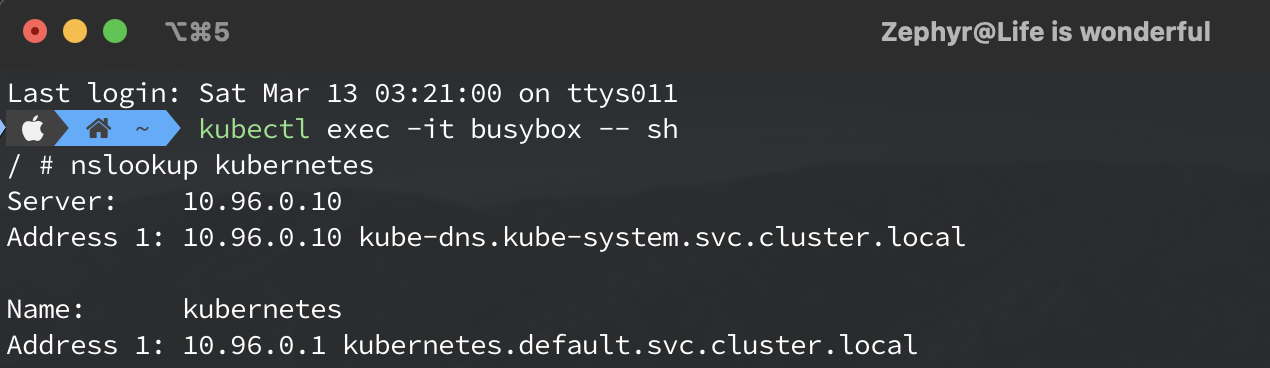 ⌥⌘5 Zephyr@Life is wonderful
Last login: Sat Mar 13 03:21:00 on ttys011
~ kubectl exec -it busybox -- sh
/ # nslookup kubernetes
Server:    10.96.0.10
Address 1: 10.96.0.10 kube-dns.kube-system.svc.cluster.local

Name:      kubernetes
Address 1: 10.96.0.1 kubernetes.default.svc.cluster.local